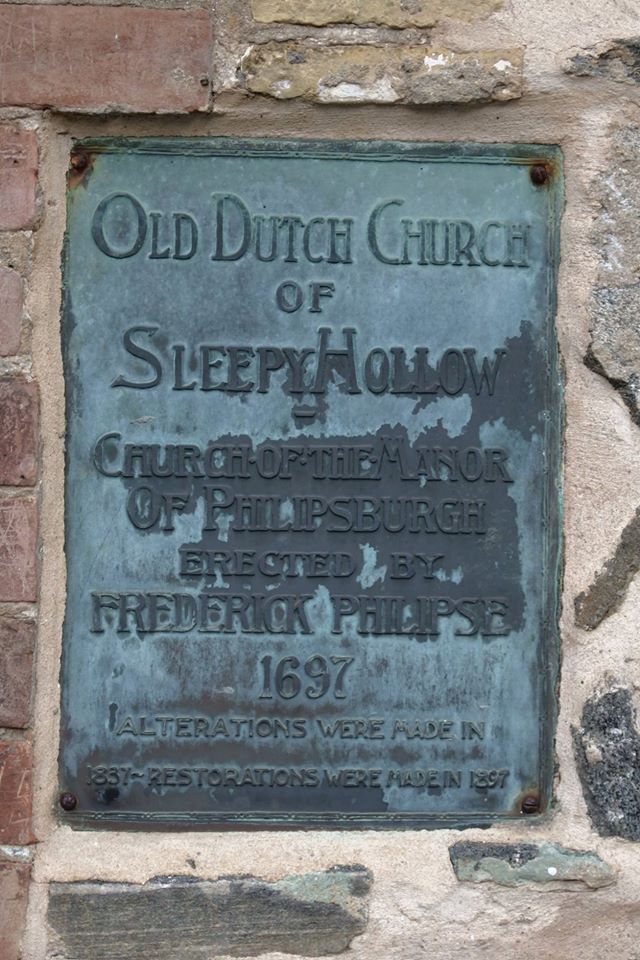 OLD DUTCH CHURCH
OF
SLEEPY HOLLOW
CHURCH·OF·THE MANOR
OF PHILIPSBURGH
ERECTED BY
FREDERICK PHILIPSE
1697
ALTERATIONS WERE MADE IN
1837~RESTORATIONS WERE MADE IN 1897